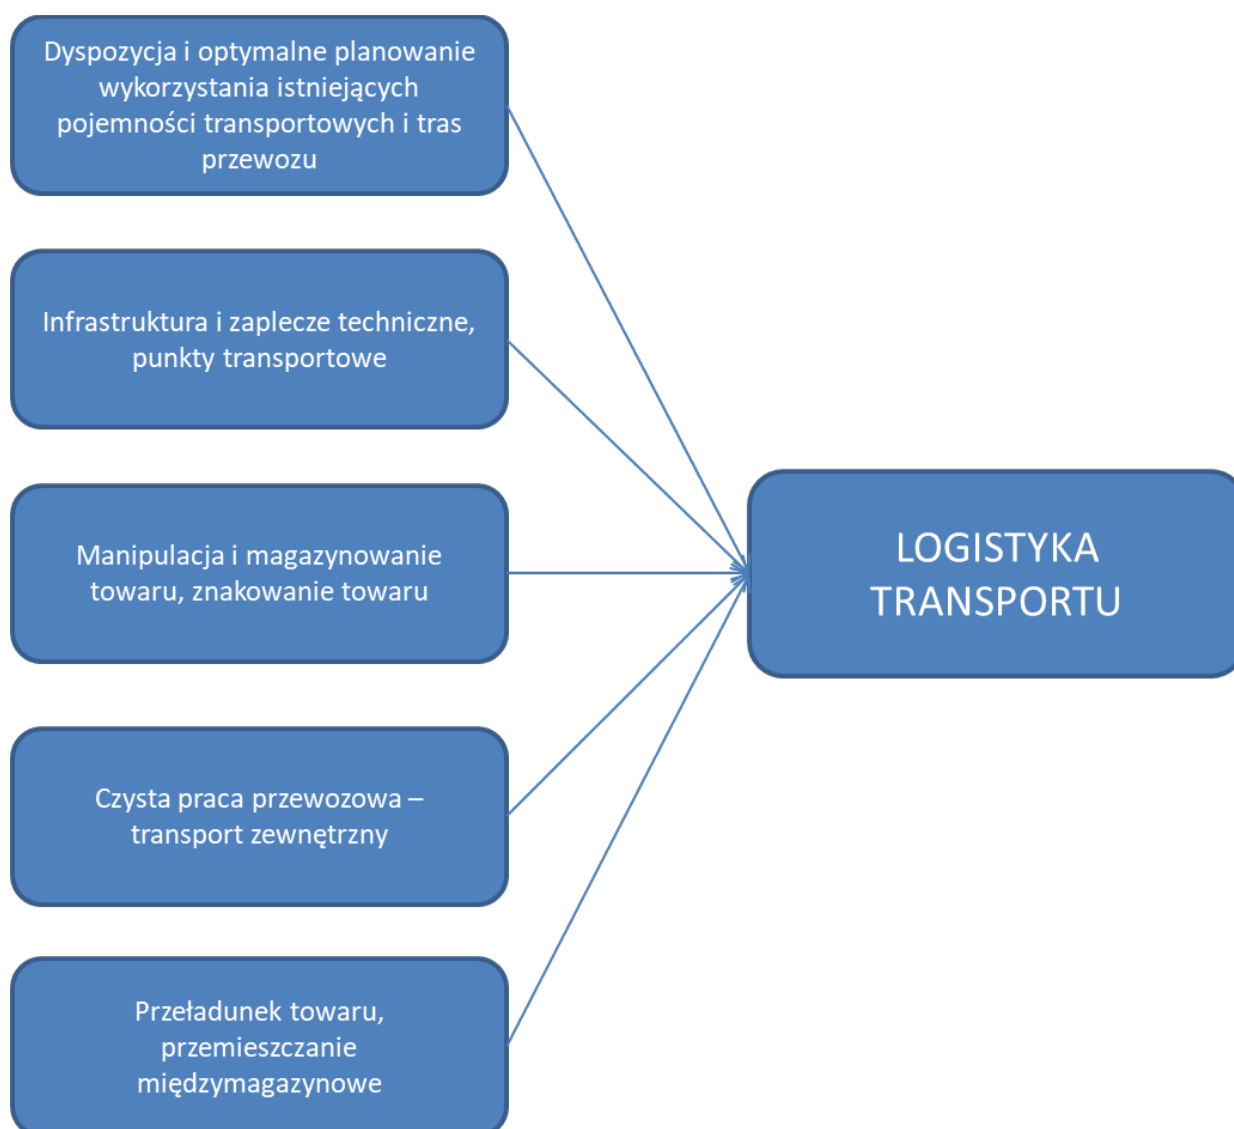 Dyspozycja i optymalne planowanie
wykorzystania istniejących
pojemności transportowych i tras
przewozu
Infrastruktura i zaplecze techniczne,
punkty transportowe
Manipulacja i magazynowanie
towaru, znakowanie towaru
Czysta praca przewozowa –
transport zewnętrzny
Przeładunek towaru,
przemieszczanie
międzymagazynowe
LOGISTYKA
TRANSPORTU